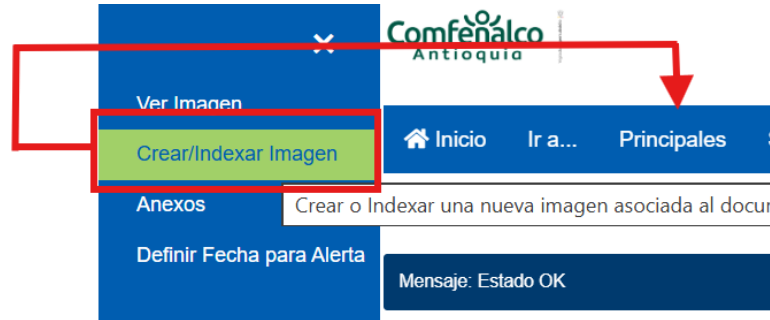 ×
Comfenalco
Antioquia
Ver Imagen
Crear/Indexar Imagen
Inicio Ir a... Principales
Anexos
Crear o Indexar una nueva imagen asociada al
Definir Fecha para Alerta
Mensaje: Estado OK